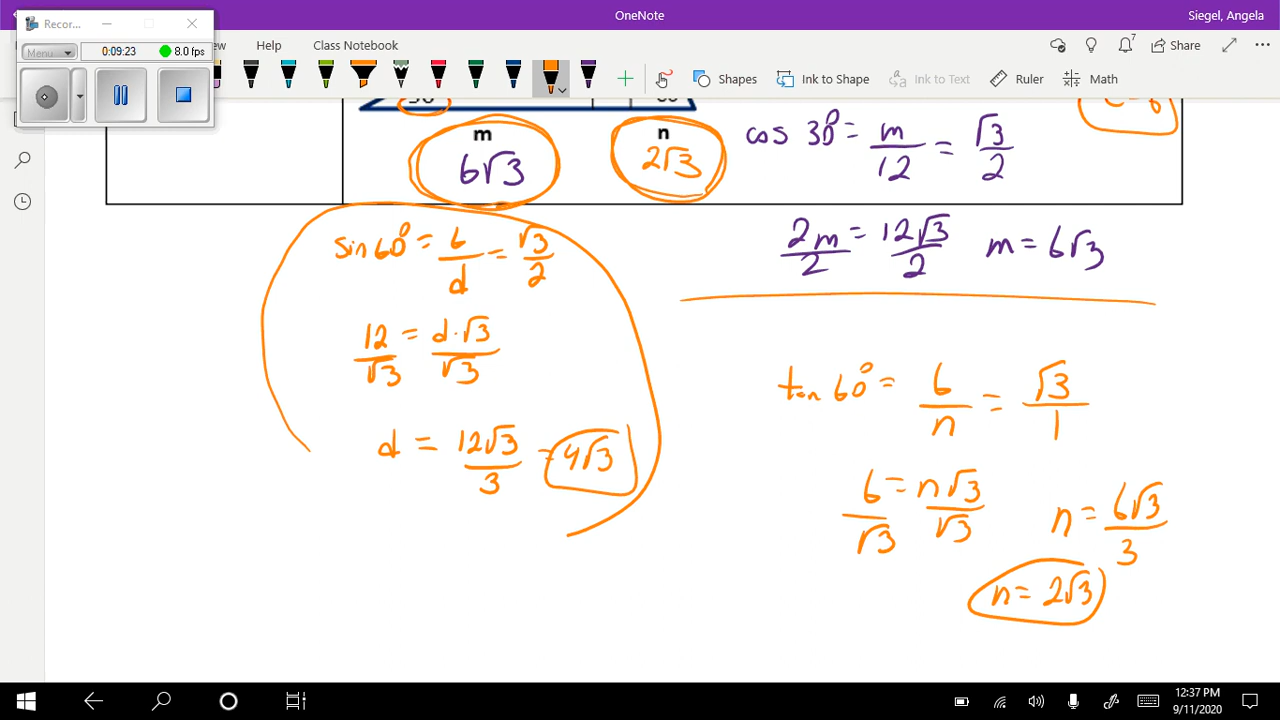 Recor...
OneNote
Siegel, Angela
Menu
0:09:23
8.0 fps
Help
Class Notebook
7
Share
Shapes
Ink to Shape
Ink to Text
Ruler
Math
m
n
6√3
2√3
cos 30° = m/12 = √3/2
2m/2 = 12√3/2 m = 6√3
sin 60° = 6/d = √3/2
12/√3 = d·√3/√3
d = 12√3/3 = 4√3
tan 60° = 6/n = √3/1
6/√3 = n√3/√3
n = 6√3/3
n = 2√3
12:37 PM
9/11/2020